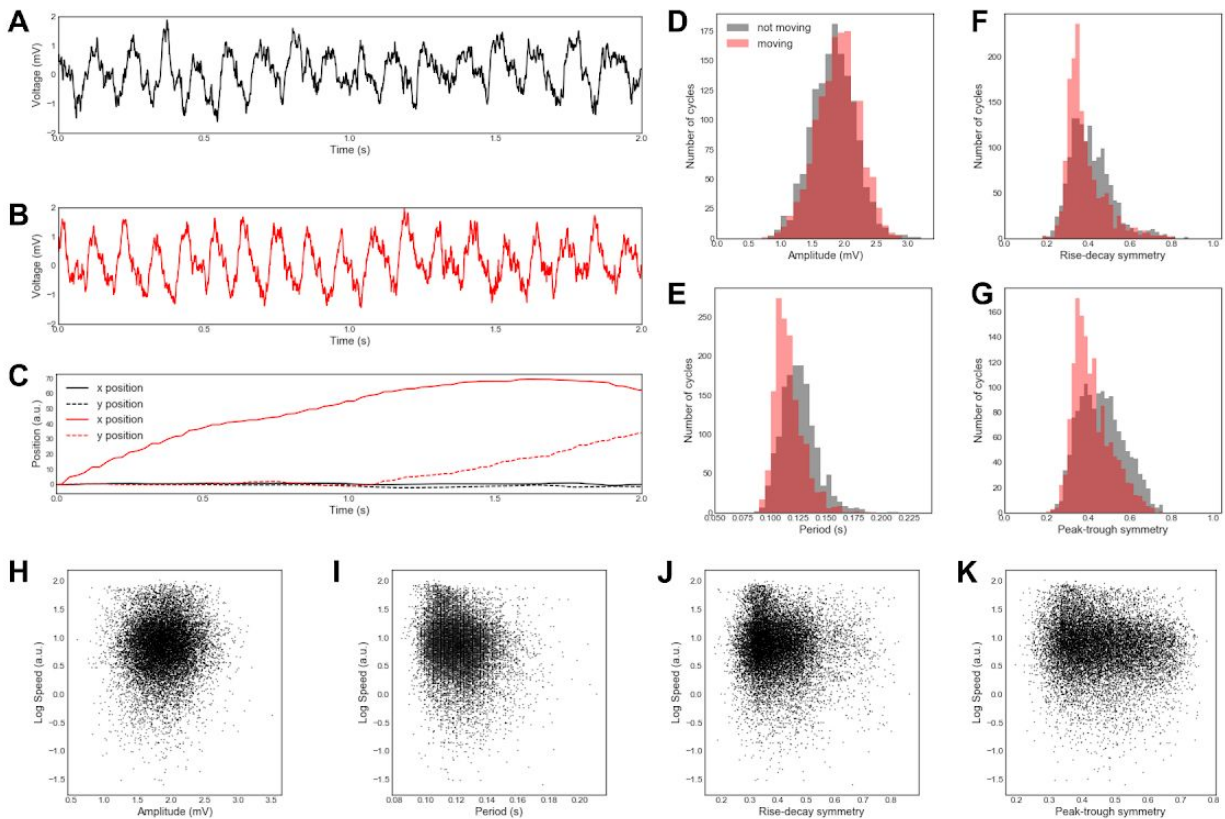 A
Voltage (mV)
2
1
0
−1
−2
0.0 0.5 1.0 1.5 2.0
Time (s)
B
Voltage (mV)
2
1
0
−1
−2
0.0 0.5 1.0 1.5 2.0
Time (s)
C
Position (a.u.)
70
60
50
40
30
20
10
0
x position
y position
x position
y position
0.0 0.5 1.0 1.5 2.0
Time (s)
D
Number of cycles
175
150
125
100
75
50
25
0
not moving
moving
0.0 0.5 1.0 1.5 2.0 2.5 3.0
Amplitude (mV)
F
Number of cycles
200
150
100
50
0
0.0 0.2 0.4 0.6 0.8 1.0
Rise-decay symmetry
E
Number of cycles
250
200
150
100
50
0
0.050 0.075 0.100 0.125 0.150 0.175 0.200 0.225
Period (s)
G
Number of cycles
160
140
120
100
80
60
40
20
0
0.0 0.2 0.4 0.6 0.8 1.0
Peak-trough symmetry
H
Log Speed (a.u.)
2.0
1.5
1.0
0.5
0.0
−0.5
−1.0
−1.5
0.5 1.0 1.5 2.0 2.5 3.0 3.5
Amplitude (mV)
I
Log Speed (a.u.)
2.0
1.5
1.0
0.5
0.0
−0.5
−1.0
−1.5
0.08 0.10 0.12 0.14 0.16 0.18 0.20
Period (s)
J
Log Speed (a.u.)
2.0
1.5
1.0
0.5
0.0
−0.5
−1.0
−1.5
0.2 0.3 0.4 0.5 0.6 0.7 0.8
Rise-decay symmetry
K
Log Speed (a.u.)
2.0
1.5
1.0
0.5
0.0
−0.5
−1.0
−1.5
0.2 0.3 0.4 0.5 0.6 0.7 0.8
Peak-trough symmetry